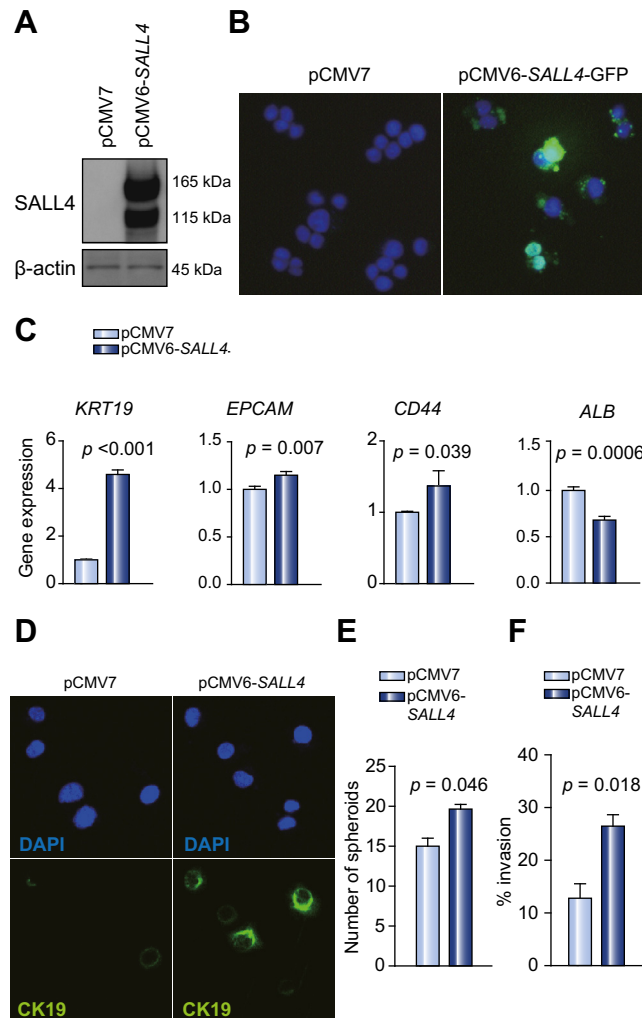 A
pCMV7
pCMV6-SALL4
SALL4
165 kDa
115 kDa
β-actin
45 kDa
B
pCMV7
pCMV6-SALL4-GFP
C
pCMV7
pCMV6-SALL4.
Gene expression
KRT19
p <0.001
6
4
2
0
EPCAM
p = 0.007
1.5
1.0
0.5
0.0
CD44
p = 0.039
2
1
0
ALB
p = 0.0006
1.5
1.0
0.5
0.0
D
pCMV7
pCMV6-SALL4
DAPI
DAPI
CK19
CK19
E
pCMV7
pCMV6-
SALL4
Number of spheroids
p = 0.046
25
20
15
10
5
0
F
pCMV7
pCMV6-
SALL4
% invasion
p = 0.018
40
30
20
10
0